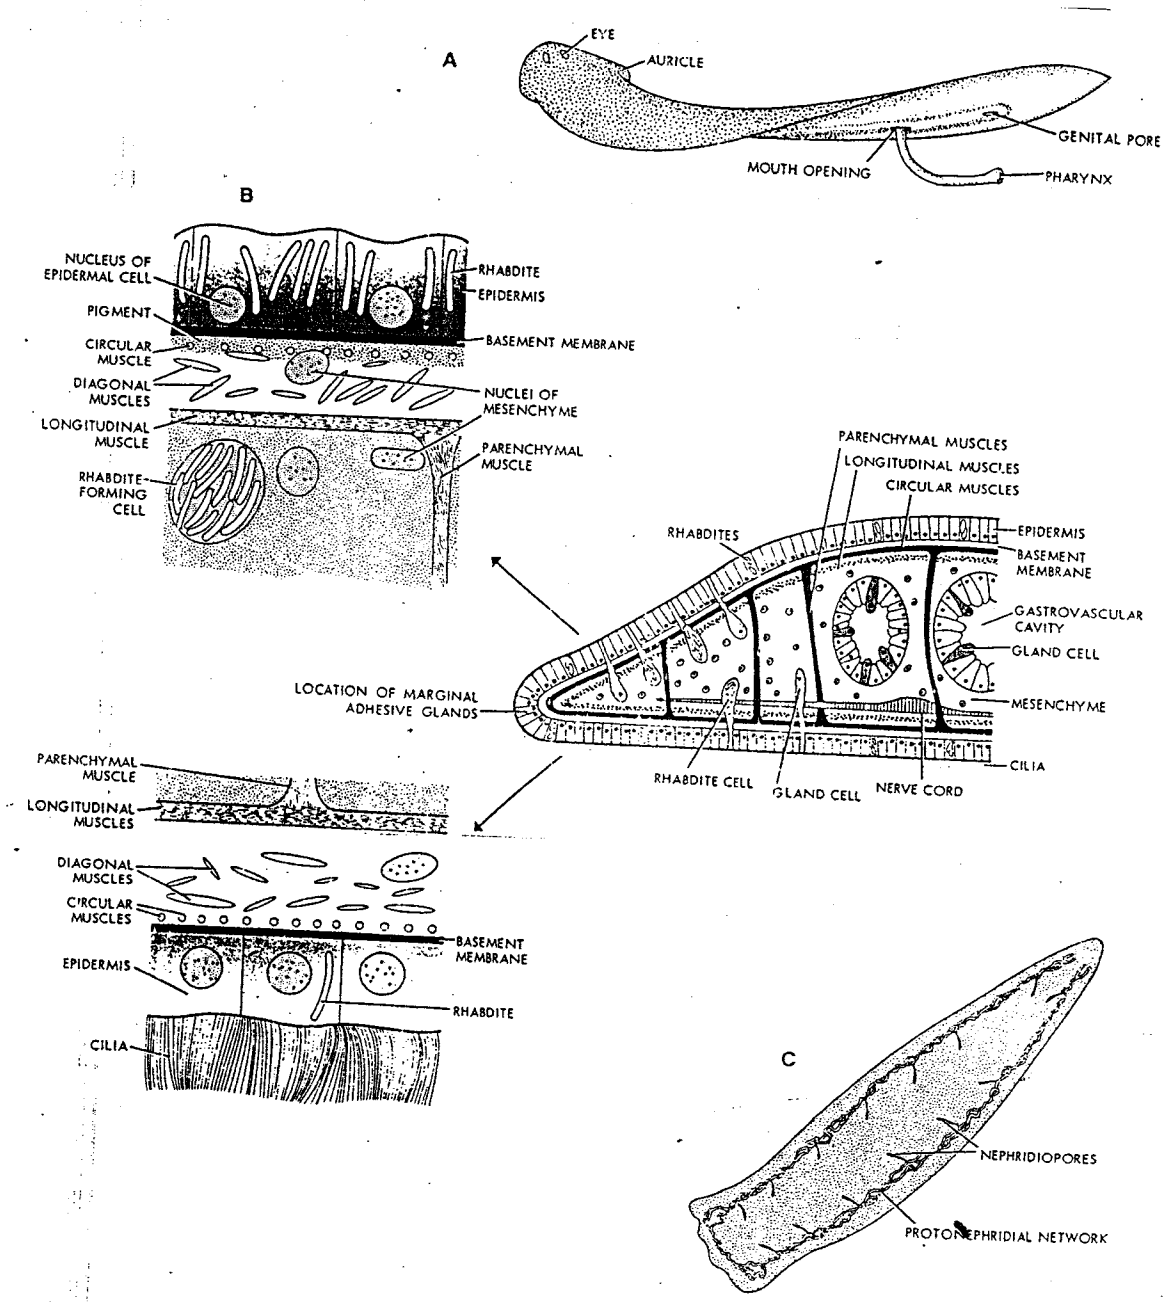 A
EYE
AURICLE
GENITAL PORE
MOUTH OPENING
PHARYNX
B
NUCLEUS OF
EPIDERMAL CELL
PIGMENT
CIRCULAR
MUSCLE
DIAGONAL
MUSCLES
LONGITUDINAL
MUSCLE
RHABDITE-
FORMING
CELL
RHABDITE
EPIDERMIS
BASEMENT MEMBRANE
NUCLEI OF
MESENCHYME
PARENCHYMAL
MUSCLE
PARENCHYMAL MUSCLES
LONGITUDINAL MUSCLES
CIRCULAR MUSCLES
RHABDITES
EPIDERMIS
BASEMENT
MEMBRANE
GASTROVASCULAR
CAVITY
GLAND CELL
MESENCHYME
CILIA
LOCATION OF MARGINAL
ADHESIVE GLANDS
RHABDITE CELL
GLAND CELL
NERVE CORD
PARENCHYMAL
MUSCLE
LONGITUDINAL
MUSCLES
DIAGONAL
MUSCLES
CIRCULAR
MUSCLES
EPIDERMIS
CILIA
BASEMENT
MEMBRANE
RHABDITE
C
NEPHRIDIOPORES
PROTONEPHRIDIAL NETWORK